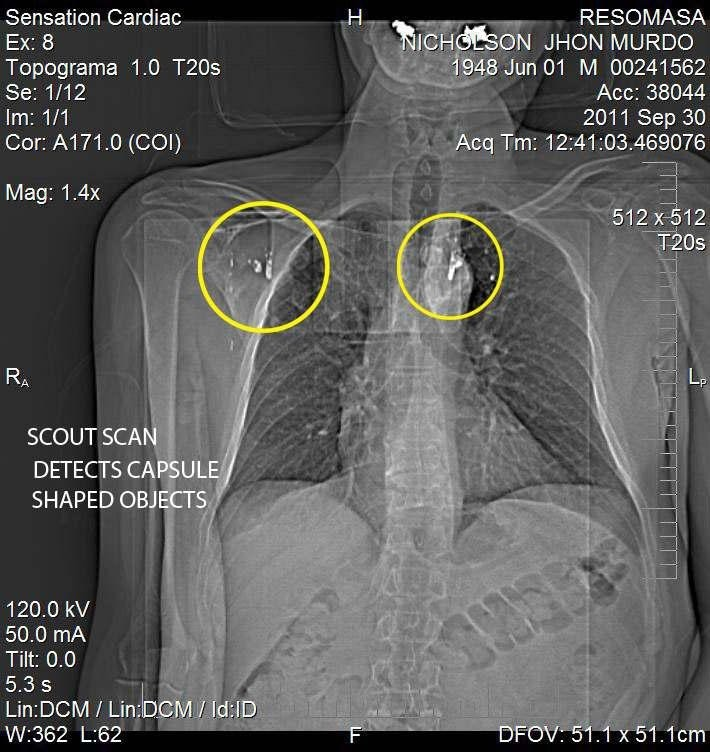 Sensation Cardiac
Ex: 8
Topograma 1.0 T20s
Se: 1/12
Im: 1/1
Cor: A171.0 (COI)
Mag: 1.4x
H
RESOMASA
NICHOLSON JHON MURDO
1948 Jun 01 M 00241562
Acc: 38044
2011 Sep 30
Acq Tm: 12:41:03.469076
512 x 512
T20s
RA
LP
SCOUT SCAN
DETECTS CAPSULE
SHAPED OBJECTS
120.0 kV
50.0 mA
Tilt: 0.0
5.3 s
Lin:DCM / Lin:DCM / Id:ID
W:362 L:62
F
DFOV: 51.1 x 51.1cm